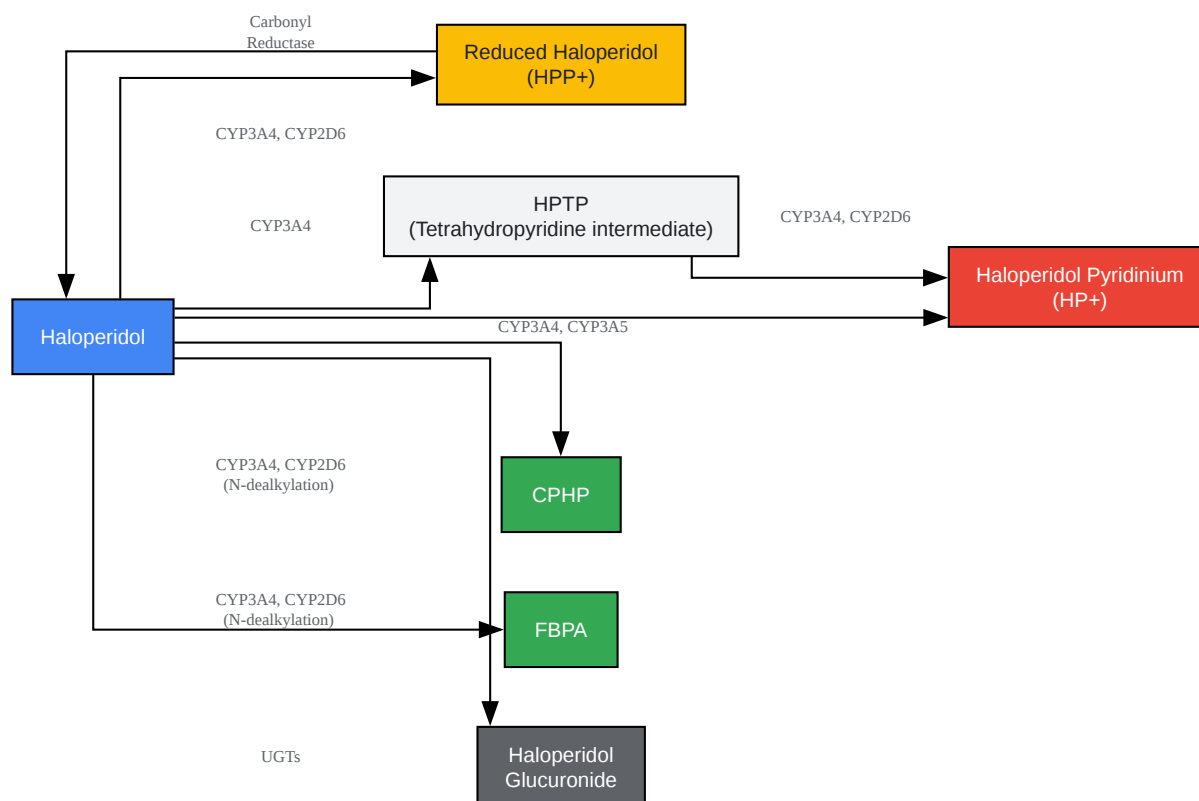 Carbonyl
Reductase
Reduced Haloperidol
(HPP+)
CYP3A4, CYP2D6
HPTP
(Tetrahydropyridine intermediate)
CYP3A4
CYP3A4, CYP2D6
Haloperidol Pyridinium
(HP+)
Haloperidol
CYP3A4, CYP3A5
CYP3A4, CYP2D6
(N-dealkylation)
CPHP
CYP3A4, CYP2D6
(N-dealkylation)
FBPA
UGTs
Haloperidol
Glucuronide